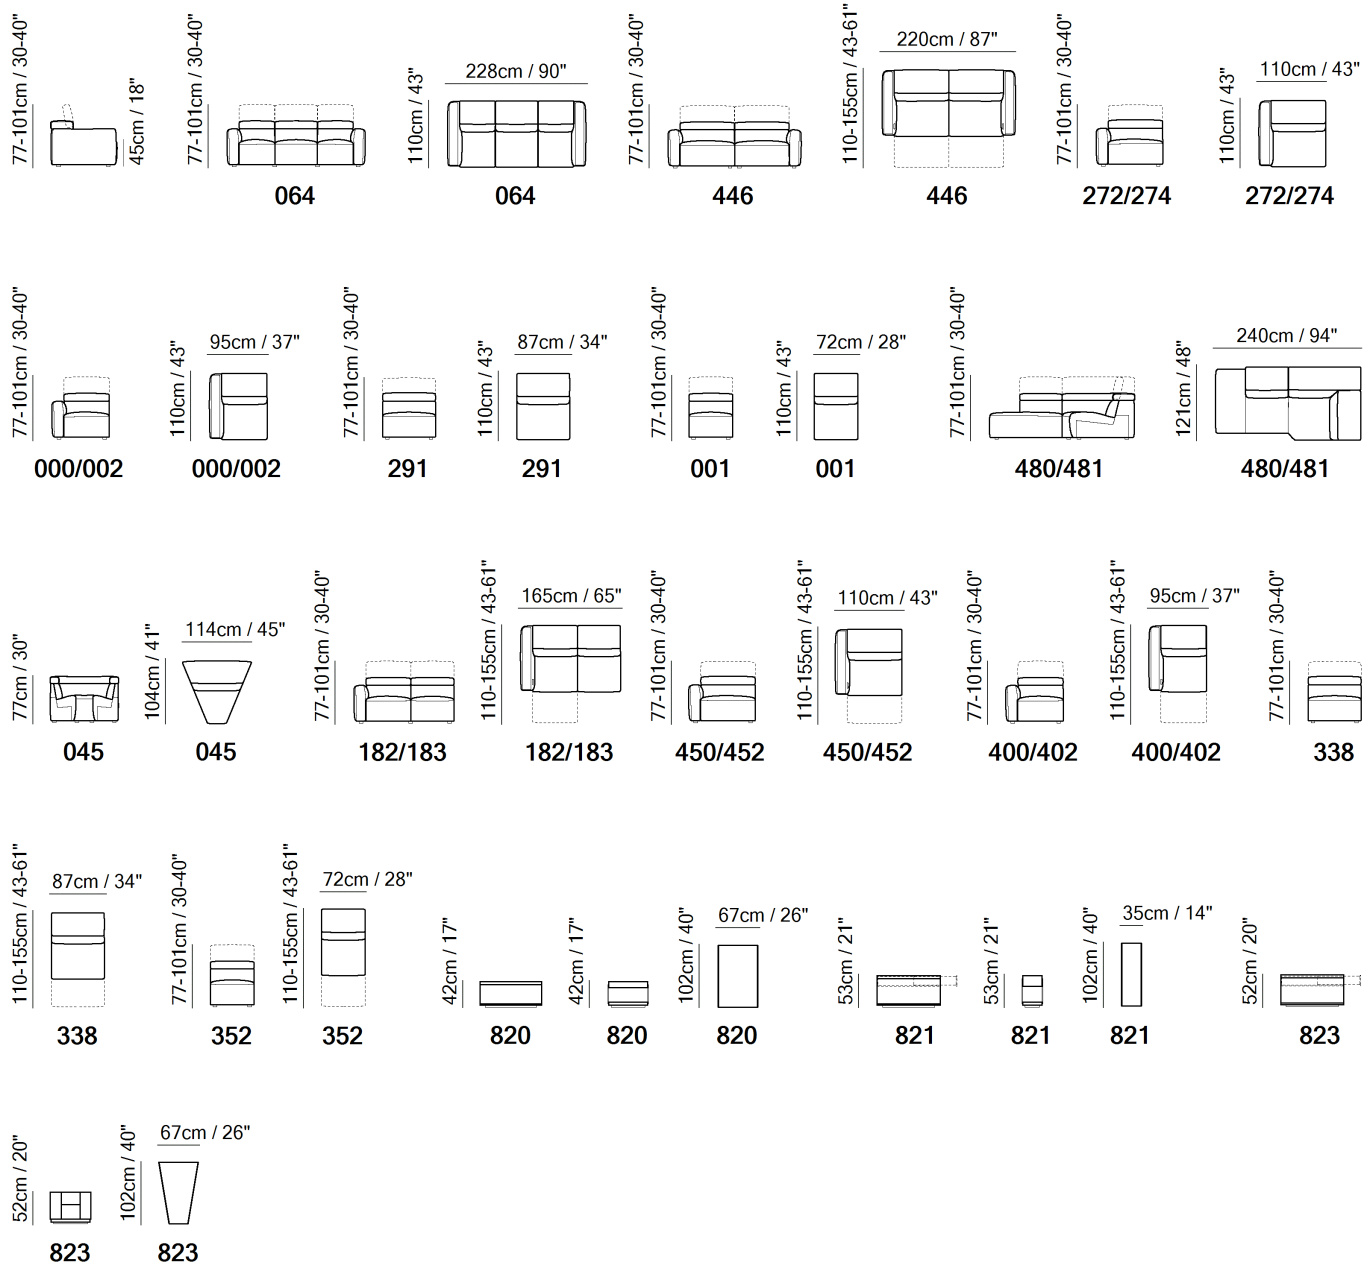 77-101cm / 30-40"
45cm / 18"
77-101cm / 30-40"
064
110cm / 43"
228cm / 90"
064
77-101cm / 30-40"
446
110-155cm / 43-61"
220cm / 87"
446
77-101cm / 30-40"
272/274
110cm / 43"
110cm / 43"
272/274
77-101cm / 30-40"
000/002
110cm / 43"
95cm / 37"
000/002
77-101cm / 30-40"
291
110cm / 43"
87cm / 34"
291
77-101cm / 30-40"
001
110cm / 43"
72cm / 28"
001
77-101cm / 30-40"
480/481
121cm / 48"
240cm / 94"
480/481
77cm / 30"
045
104cm / 41"
114cm / 45"
045
77-101cm / 30-40"
182/183
110-155cm / 43-61"
165cm / 65"
182/183
77-101cm / 30-40"
450/452
110-155cm / 43-61"
110cm / 43"
450/452
77-101cm / 30-40"
400/402
110-155cm / 43-61"
95cm / 37"
400/402
77-101cm / 30-40"
338
110-155cm / 43-61"
87cm / 34"
338
77-101cm / 30-40"
352
110-155cm / 43-61"
72cm / 28"
352
42cm / 17"
820
42cm / 17"
820
102cm / 40"
67cm / 26"
820
53cm / 21"
821
53cm / 21"
821
102cm / 40"
35cm / 14"
821
52cm / 20"
823
52cm / 20"
823
102cm / 40"
67cm / 26"
823